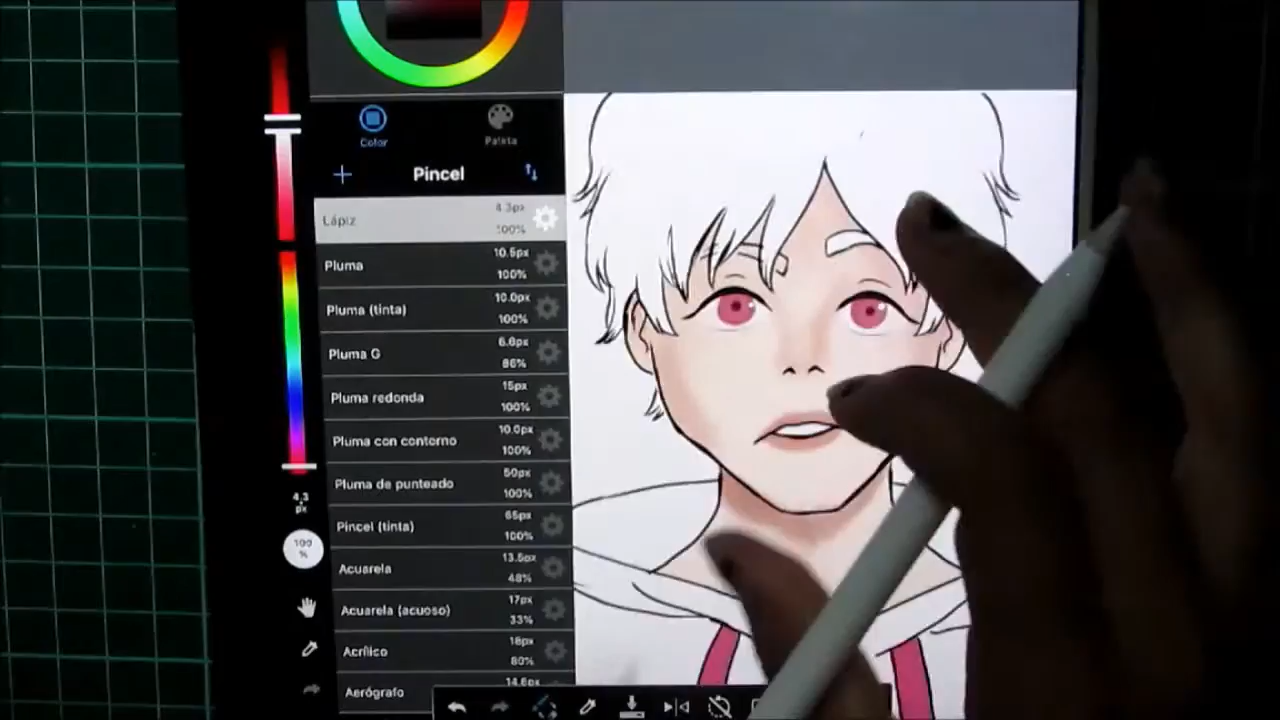 Color
Paleta
Pincel
Lápiz
4.3px
100%
Pluma
10.5px
100%
Pluma (tinta)
10.0px
100%
Pluma G
6.6px
86%
Pluma redonda
15px
100%
Pluma con contorno
10.0px
100%
Pluma de punteado
50px
100%
Pincel (tinta)
65px
100%
Acuarela
13.5px
48%
Acuarela (acuoso)
17px
33%
Acrílico
18px
80%
Aerógrafo
14.6px
4.3
px
100
%